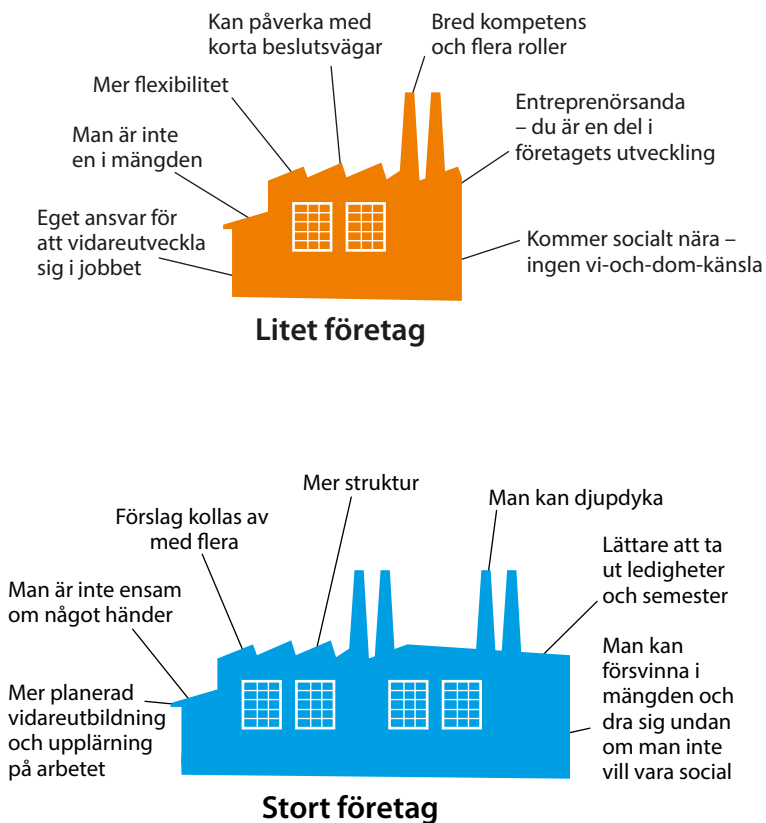 Kan påverka med
korta beslutsvägar
Bred kompetens
och flera roller
Mer flexibilitet
Entreprenörsanda
– du är en del i
företagets utveckling
Man är inte
en i mängden
Eget ansvar för
att vidareutveckla
sig i jobbet
Kommer socialt nära –
ingen vi-och-dom-känsla
Litet företag
Mer struktur
Man kan djupdyka
Förslag kollas av
med flera
Lättare att ta
ut ledigheter
och semester
Man är inte ensam
om något händer
Man kan
försvinna i
mängden och
dra sig undan
om man inte
vill vara social
Mer planerad
vidareutbildning
och upplärning
på arbetet
Stort företag